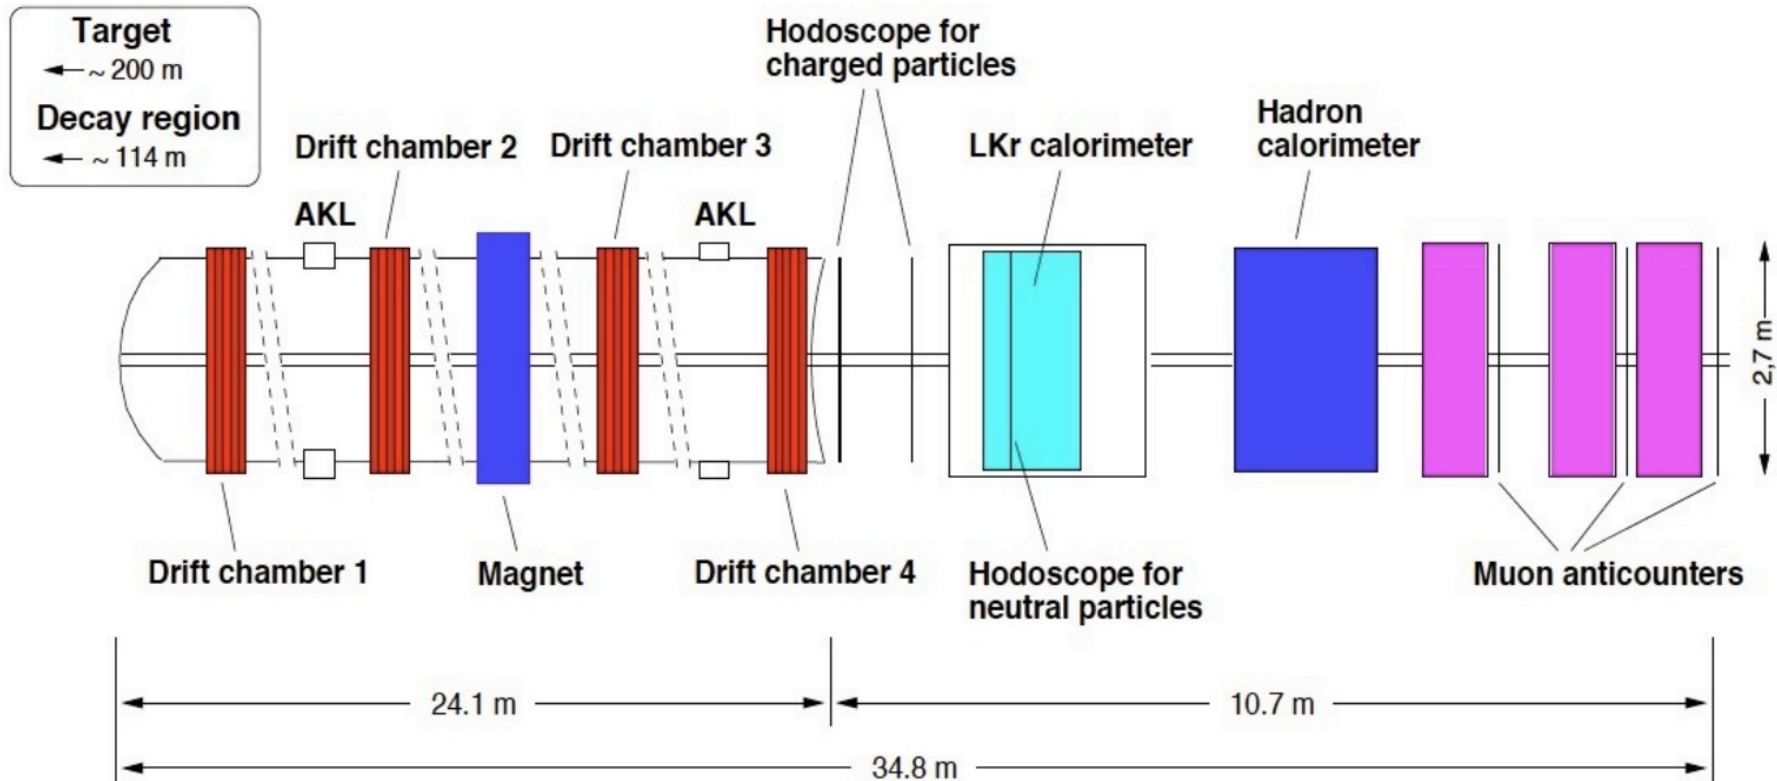 Target
~ 200 m
Decay region
~ 114 m
Hodoscope for
charged particles
Drift chamber 2
Drift chamber 3
LKr calorimeter
Hadron
calorimeter
AKL
AKL
2,7 m
Drift chamber 1
Magnet
Drift chamber 4
Hodoscope for
neutral particles
Muon anticounters
24.1 m
10.7 m
34.8 m